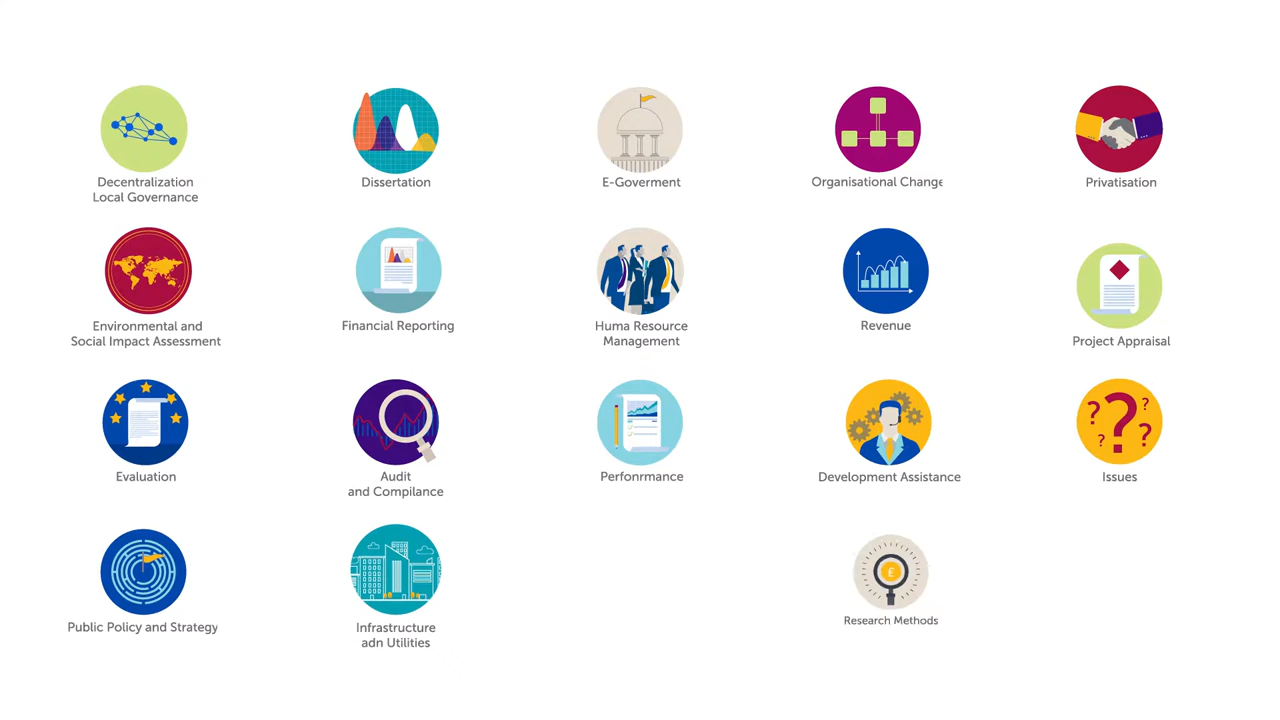 Decentralization
Local Governance
Dissertation
E-Goverment
Organisational Change
Privatisation
Environmental and
Social Impact Assessment
Financial Reporting
Huma Resource
Management
Revenue
Project Appraisal
Evaluation
Audit
and Compilance
Perfonrmance
Development Assistance
Issues
Public Policy and Strategy
Infrastructure
adn Utilities
£
Research Methods